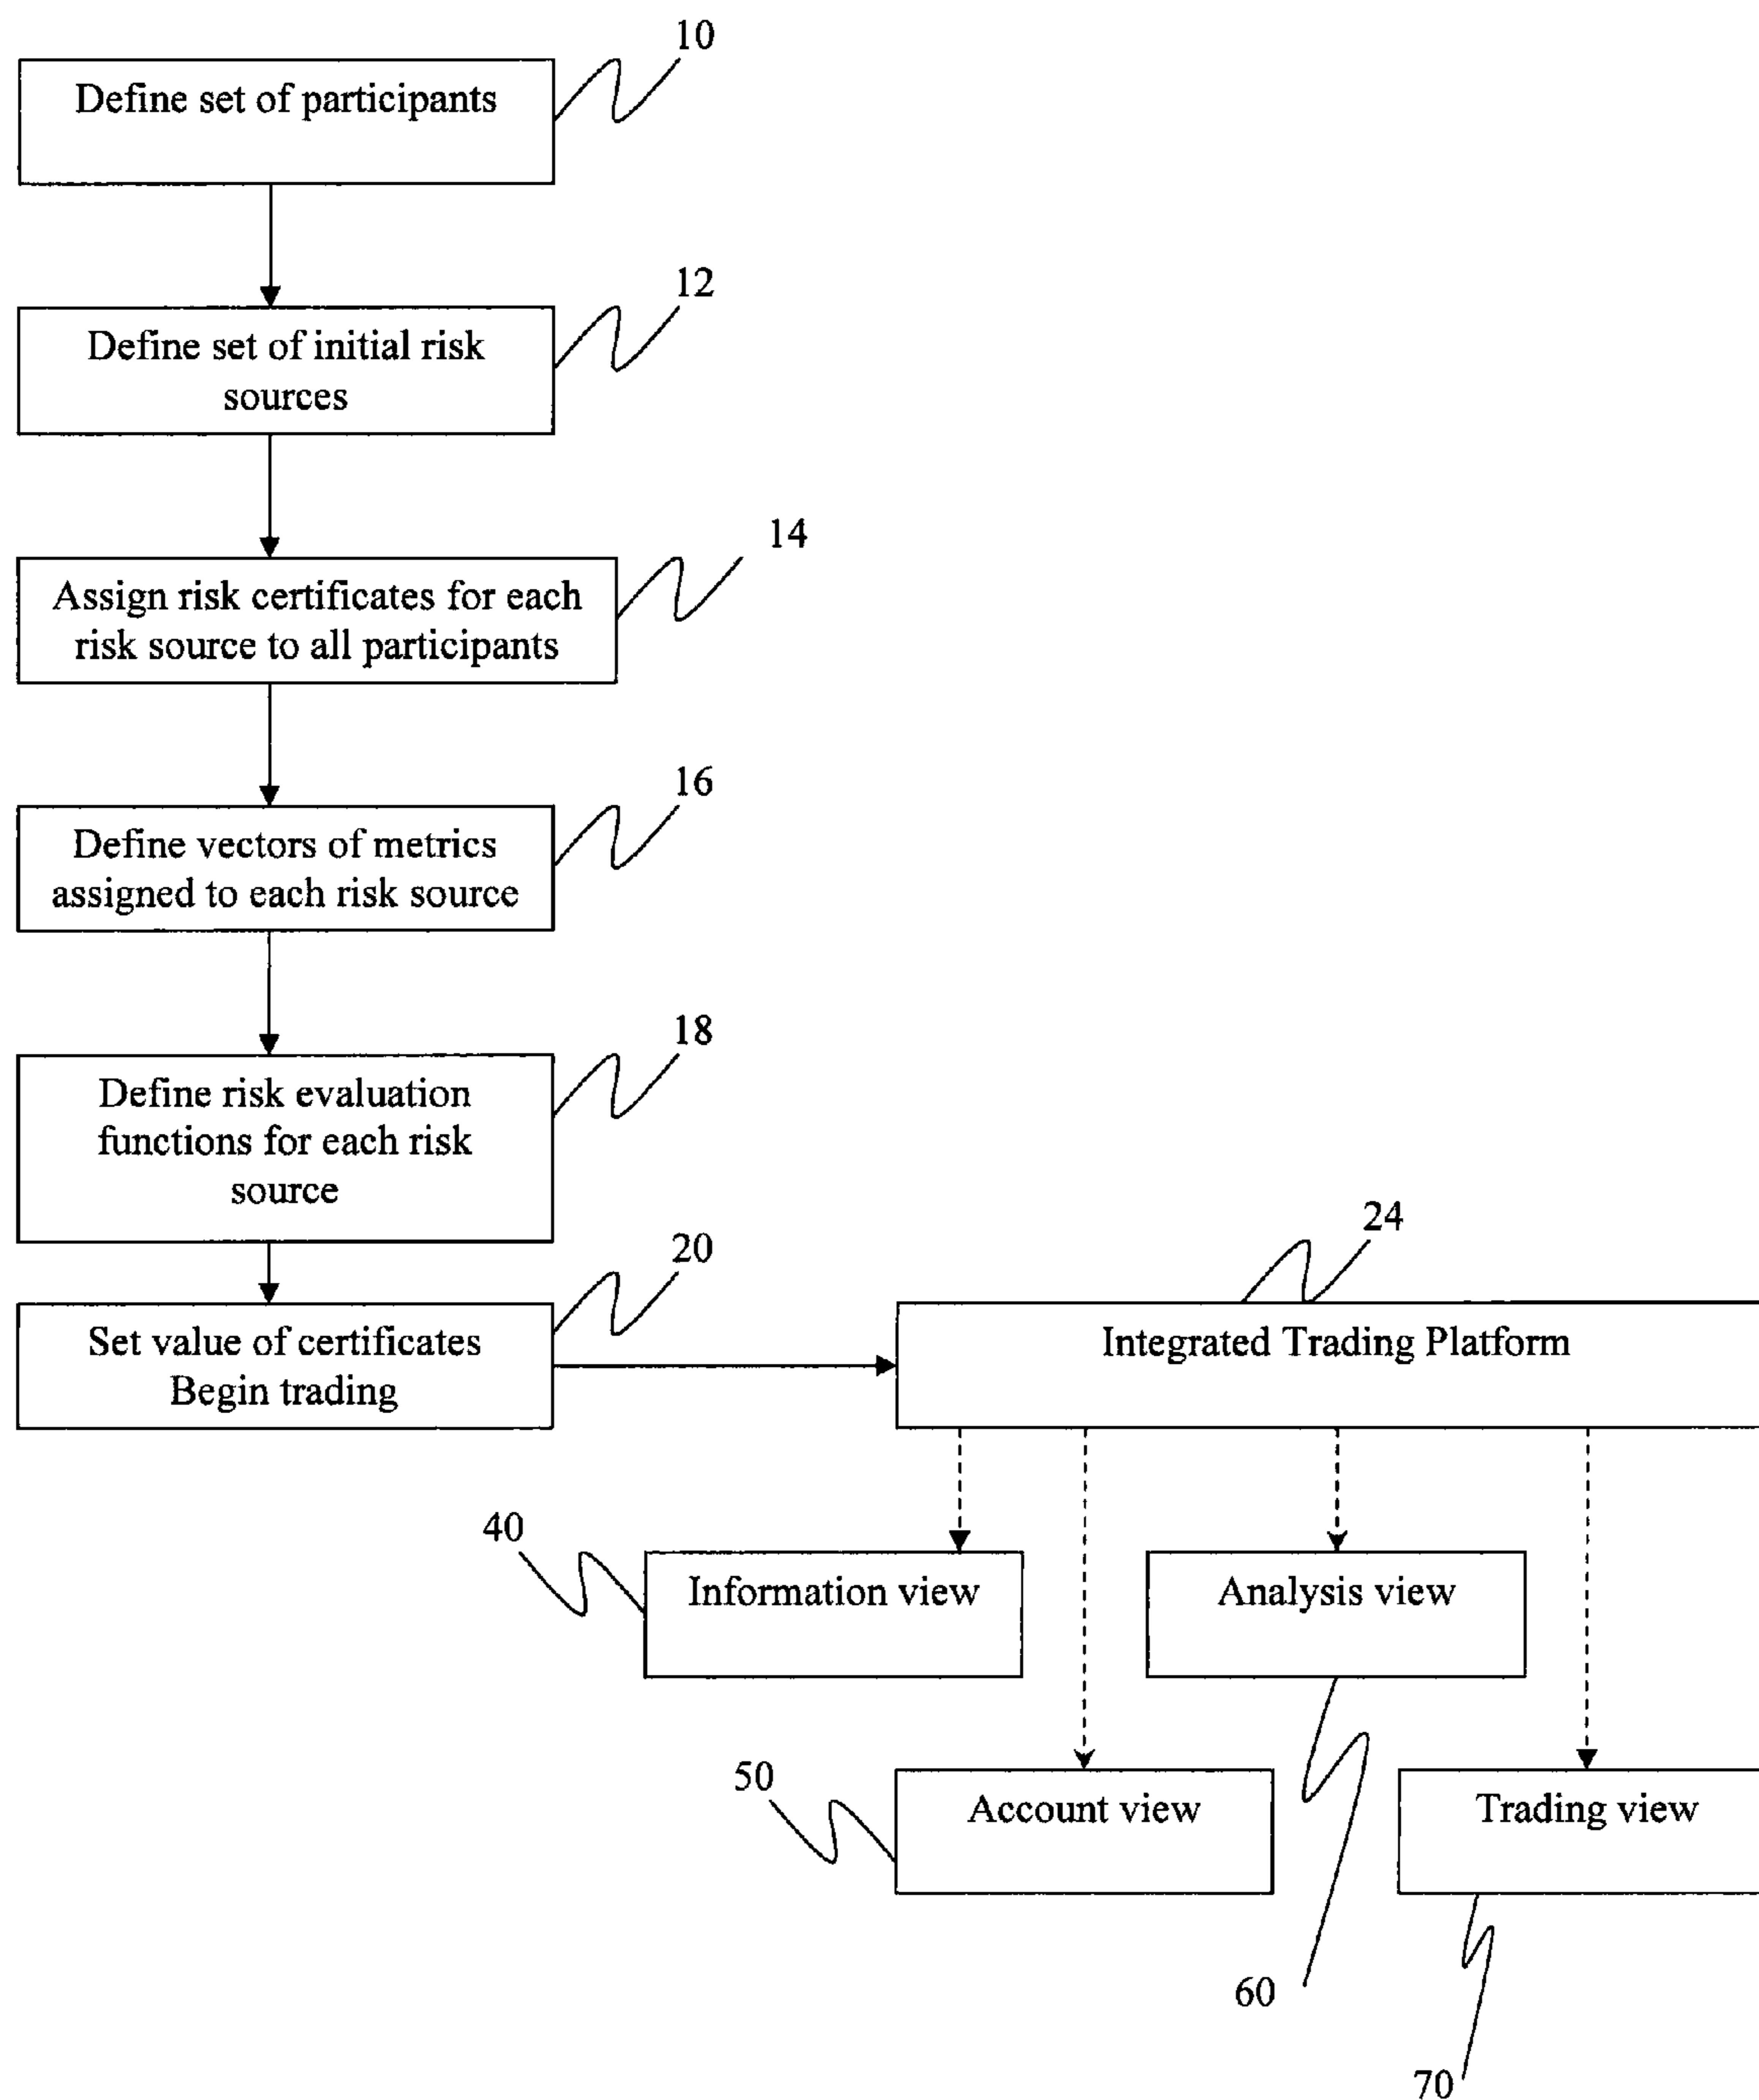 10
Define set of participants
12
Define set of initial risk
sources
14
Assign risk certificates for each
risk source to all participants
16
Define vectors of metrics
assigned to each risk source
18
Define risk evaluation
functions for each risk
source
20
Set value of certificates
Begin trading
24
Integrated Trading Platform
40
Information view
Analysis view
50
Account view
Trading view
60
70